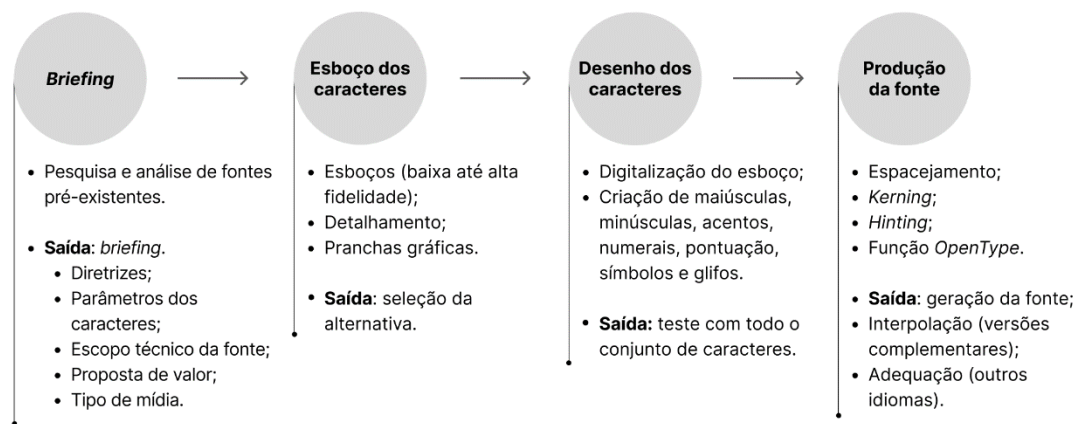 Briefing
• Pesquisa e análise de fontes
pré-existentes.
• Saída: briefing.
• Diretrizes;
• Parâmetros dos
caracteres;
• Escopo técnico da fonte;
• Proposta de valor;
• Tipo de mídia.
Esboço dos
caracteres
• Esboços (baixa até alta
fidelidade);
• Detalhamento;
• Pranchas gráficas.
• Saída: seleção da
alternativa.
Desenho dos
caracteres
• Digitalização do esboço;
• Criação de maiúsculas,
minúsculas, acentos,
numerais, pontuação,
símbolos e glifos.
• Saída: teste com todo o
conjunto de caracteres.
Produção
da fonte
• Espacejamento;
• Kerning;
• Hinting;
• Função OpenType.
• Saída: geração da fonte;
• Interpolação (versões
complementares);
• Adequação (outros
idiomas).